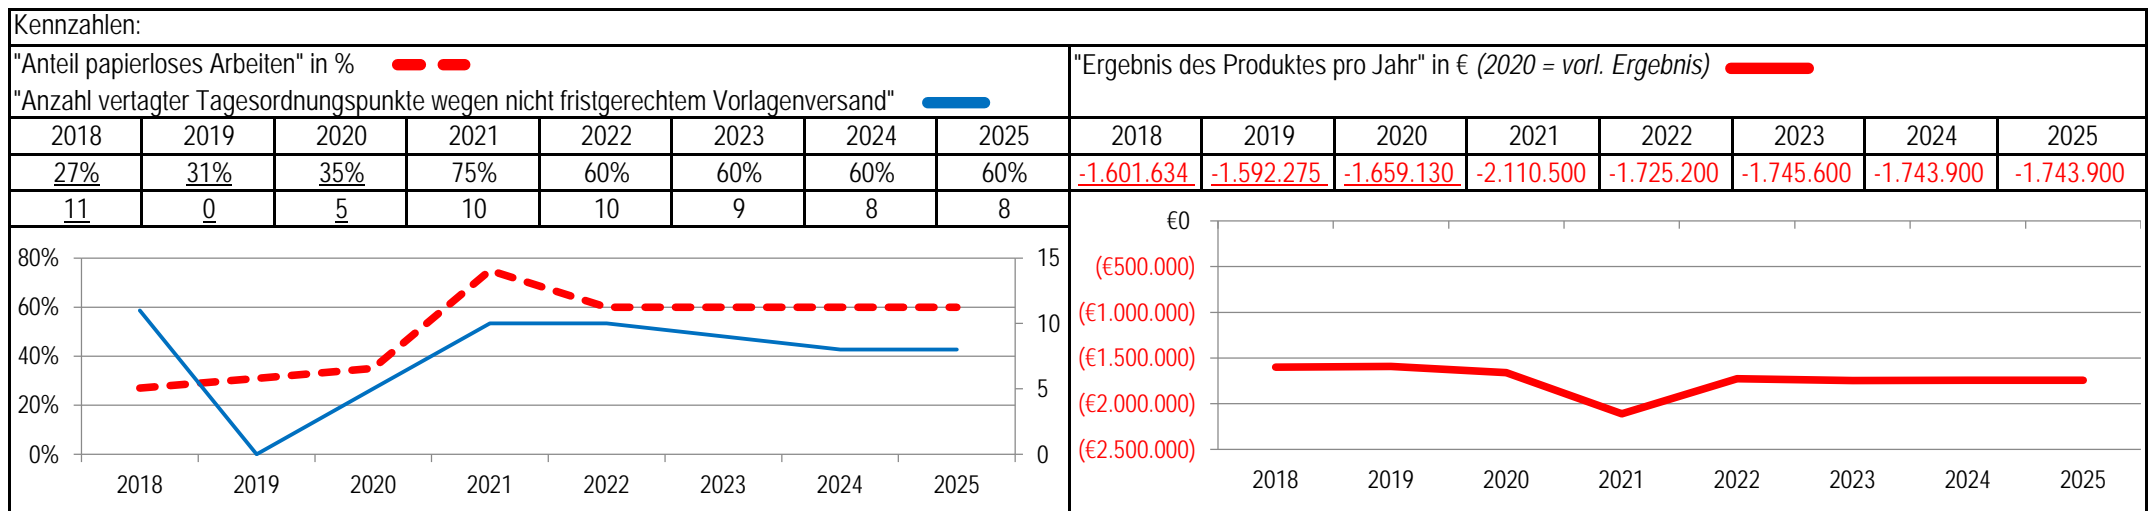 Kennzahlen:
"Anteil papierloses Arbeiten" in %
"Anzahl vertagter Tagesordnungspunkte wegen nicht fristgerechtem Vorlagenversand"
2018 2019 2020 2021 2022 2023 2024 2025
27% 31% 35% 75% 60% 60% 60% 60%
11 0 5 10 10 9 8 8
80%
60%
40%
20%
0%
15
10
5
0
2018 2019 2020 2021 2022 2023 2024 2025
"Ergebnis des Produktes pro Jahr" in € (2020 = vorl. Ergebnis)
2018 2019 2020 2021 2022 2023 2024 2025
-1.601.634 -1.592.275 -1.659.130 -2.110.500 -1.725.200 -1.745.600 -1.743.900 -1.743.900
€0
(€500.000)
(€1.000.000)
(€1.500.000)
(€2.000.000)
(€2.500.000)
2018 2019 2020 2021 2022 2023 2024 2025